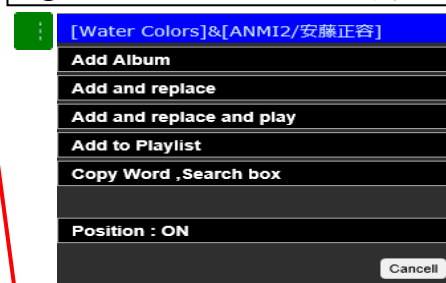 [Water Colors]&[ANMI2/安藤正容]
Add Album
Add and replace
Add and replace and play
Add to Playlist
Copy Word ,Search box
Position : ON
Cancell